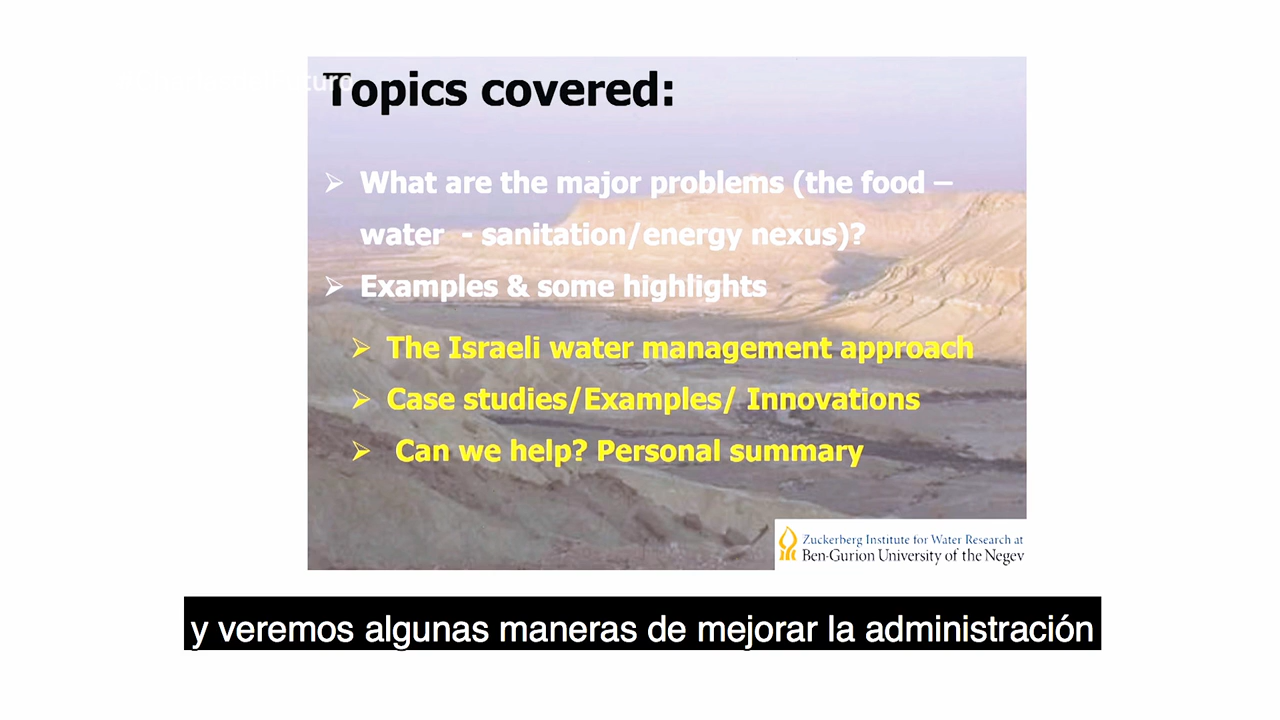 Topics covered:
➢ What are the major problems (the food –
water - sanitation/energy nexus)?
➢ Examples & some highlights
➢ The Israeli water management approach
➢ Case studies/Examples/ Innovations
➢ Can we help? Personal summary
Zuckerberg Institute for Water Research at
Ben-Gurion University of the Negev
y veremos algunas maneras de mejorar la administración